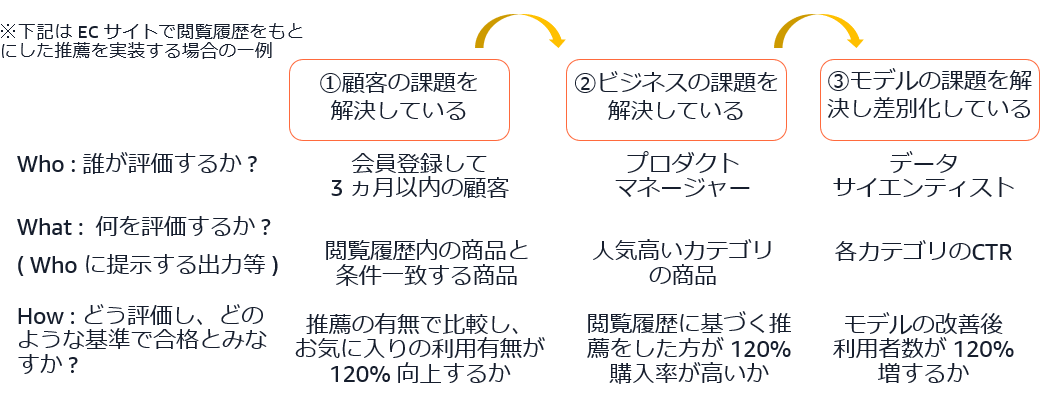 ※下記は EC サイトで閲覧履歴をもと
にした推薦を実装する場合の一例
①顧客の課題を
解決している
②ビジネスの課題を
解決している
③モデルの課題を解
決し差別化している
Who : 誰が評価するか ?
会員登録して
3 ヵ月以内の顧客
プロダクト
マネージャー
データ
サイエンティスト
What : 何を評価するか ?
( Who に提示する出力等 )
閲覧履歴内の商品と
条件一致する商品
人気高いカテゴリ
の商品
各カテゴリのCTR
How : どう評価し、どの
ような基準で合格とみな
すか ?
推薦の有無で比較し、
お気に入りの利用有無が
120% 向上するか
閲覧履歴に基づく推
薦をした方が 120%
購入率が高いか
モデルの改善後
利用者数が 120%
増するか